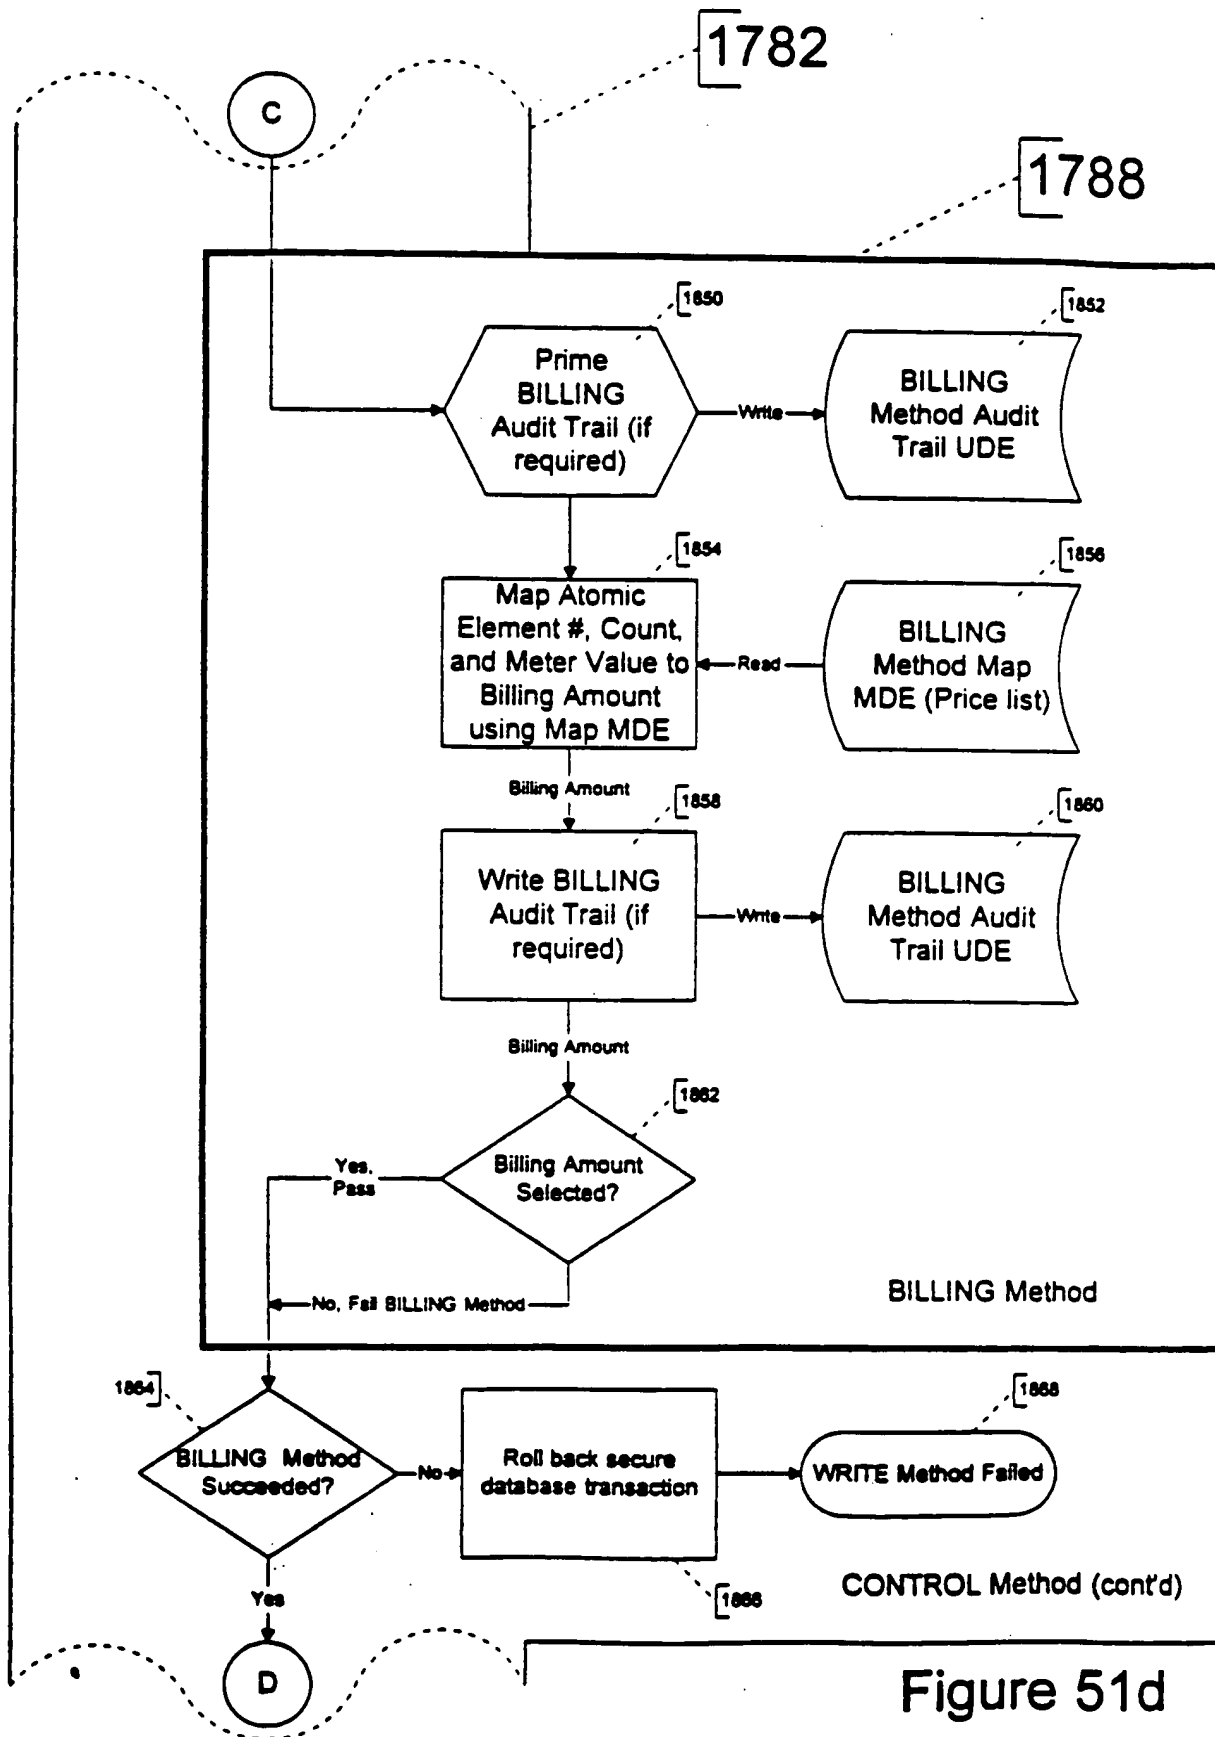 1782
C
1788
1850
1852
Prime
BILLING
Audit Trail (if
required)
Write
BILLING
Method Audit
Trail UDE
1854
1856
Map Atomic
Element #, Count,
and Meter Value to
Billing Amount
using Map MDE
Read
BILLING
Method Map
MDE (Price list)
Billing Amount
1858
1860
Write BILLING
Audit Trail (if
required)
Write
BILLING
Method Audit
Trail UDE
Billing Amount
1862
Billing Amount
Selected?
Yes,
Pass
No, Fail BILLING Method
BILLING Method
1864
1868
BILLING Method
Succeeded?
No
Roll back secure
database transaction
WRITE Method Failed
1866
CONTROL Method (cont'd)
Yes
D
Figure 51d